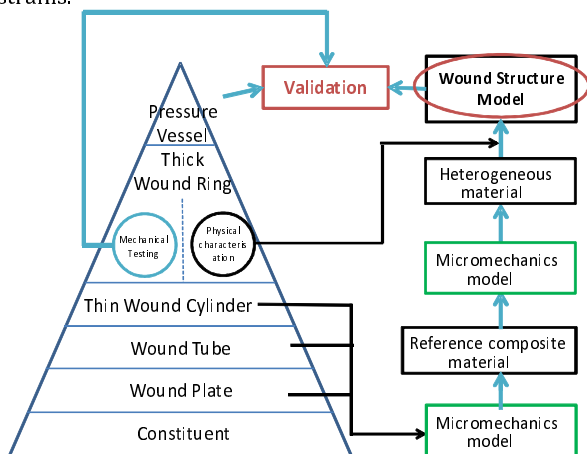 strains.
Validation
Wound Structure
Model
Pressure
Vessel
Thick
Wound Ring
Heterogeneous
material
Mechanical
Testing
Physical
characteris
ation
Micromechanics
model
Thin Wound Cylinder
Wound Tube
Reference composite
material
Wound Plate
Constituent
Micromechanics
model